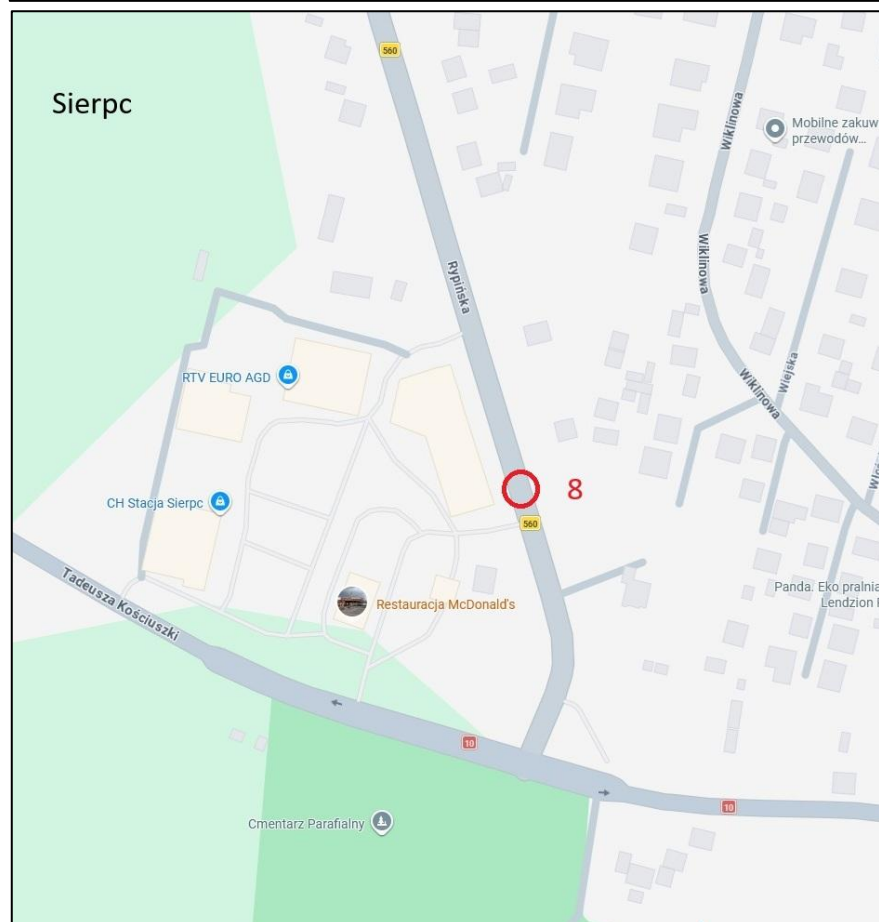 560
Sierpc
Wiklinowa
Mobilne zakuw
przewodów...
Wiklinowa
Rypińska
RTV EURO AGD
Wiejska
Wiklinowa
CH Stacja Sierpc
8
560
Tadeusza Kościuszki
Restauracja McDonald's
Panda. Eko pralnia
Lendzion
10
10
Cmentarz Parafialny